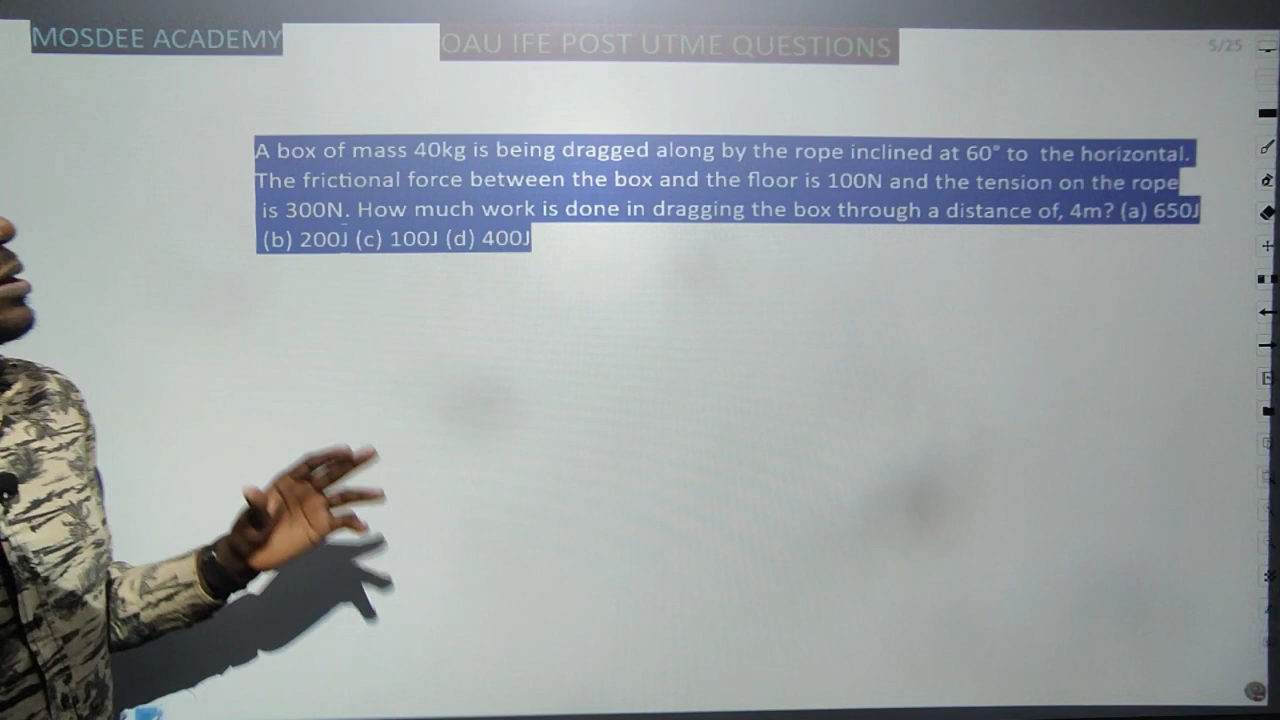 MOSDEE ACADEMY
OAU IFE POST UTME QUESTIONS
5/25
A box of mass 40kg is being dragged along by the rope inclined at 60° to the horizontal.
The frictional force between the box and the floor is 100N and the tension on the rope
is 300N. How much work is done in dragging the box through a distance of, 4m? (a) 650J
(b) 200J (c) 100J (d) 400J